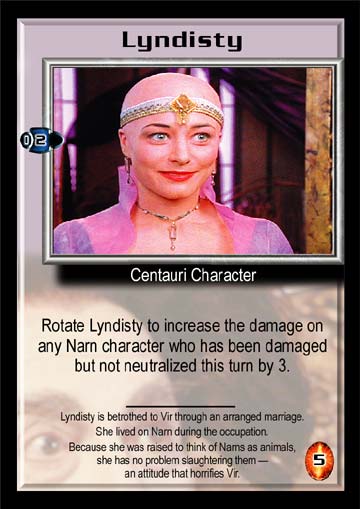 Lyndisty
02
Centauri Character
Rotate Lyndisty to increase the damage on
any Narn character who has been damaged
but not neutralized this turn by 3.
Lyndisty is betrothed to Vir through an arranged marriage.
She lived on Narn during the occupation.
Because she was raised to think of Narns as animals,
she has no problem slaughtering them —
an attitude that horrifies Vir.
5